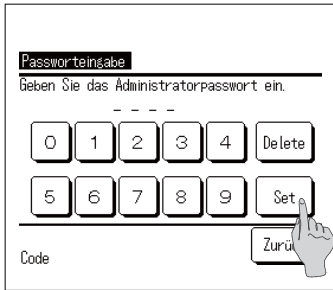 Passworteingabe
Geben Sie das Administratorpasswort ein.
_ _ _ _
0 1 2 3 4 Delete
5 6 7 8 9 Set
Code